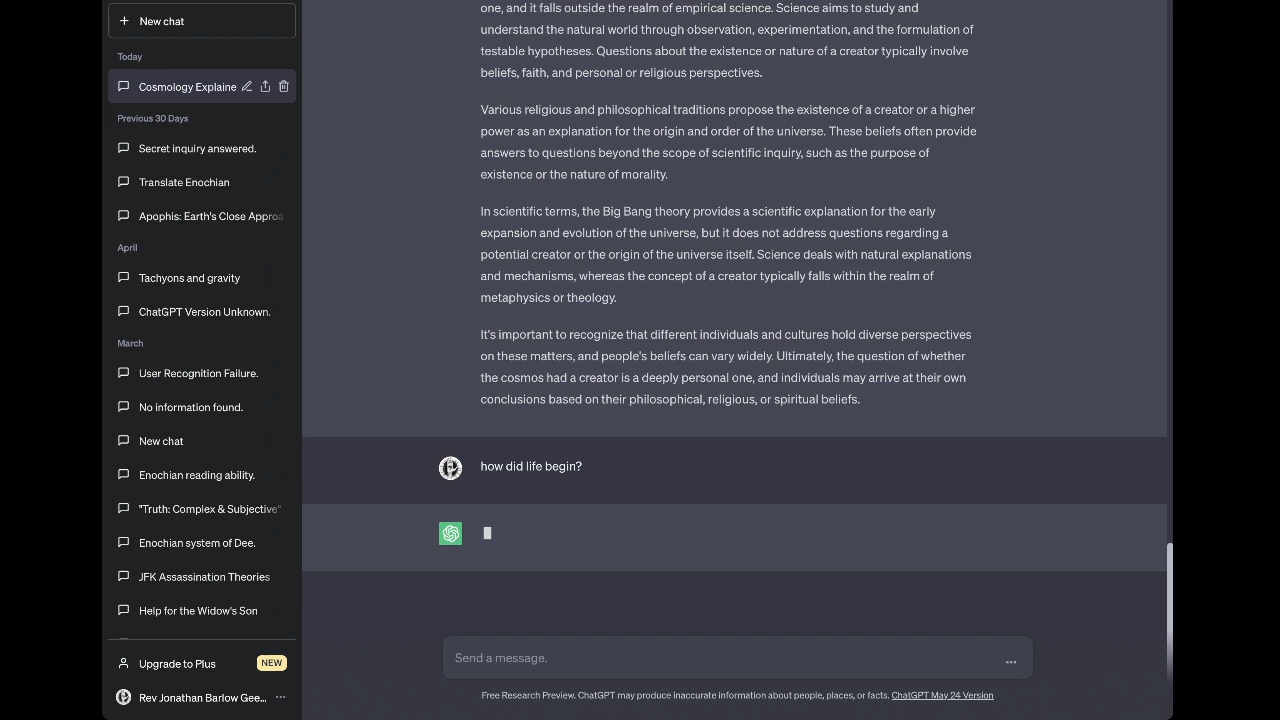 New chat
Today
Cosmology Explaine
Previous 30 Days
Secret inquiry answered.
Translate Enochian
Apophis: Earth's Close Approa
April
Tachyons and gravity
ChatGPT Version Unknown.
March
User Recognition Failure.
No information found.
New chat
Enochian reading ability.
"Truth: Complex & Subjective"
Enochian system of Dee.
JFK Assassination Theories
Help for the Widow's Son
Upgrade to Plus
NEW
Rev Jonathan Barlow Gee...
one, and it falls outside the realm of empirical science. Science aims to study and
understand the natural world through observation, experimentation, and the formulation of
testable hypotheses. Questions about the existence or nature of a creator typically involve
beliefs, faith, and personal or religious perspectives.
Various religious and philosophical traditions propose the existence of a creator or a higher
power as an explanation for the origin and order of the universe. These beliefs often provide
answers to questions beyond the scope of scientific inquiry, such as the purpose of
existence or the nature of morality.
In scientific terms, the Big Bang theory provides a scientific explanation for the early
expansion and evolution of the universe, but it does not address questions regarding a
potential creator or the origin of the universe itself. Science deals with natural explanations
and mechanisms, whereas the concept of a creator typically falls within the realm of
metaphysics or theology.
It's important to recognize that different individuals and cultures hold diverse perspectives
on these matters, and people's beliefs can vary widely. Ultimately, the question of whether
the cosmos had a creator is a deeply personal one, and individuals may arrive at their own
conclusions based on their philosophical, religious, or spiritual beliefs.
how did life begin?
Send a message.
Free Research Preview. ChatGPT may produce inaccurate information about people, places, or facts. ChatGPT May 24 Version